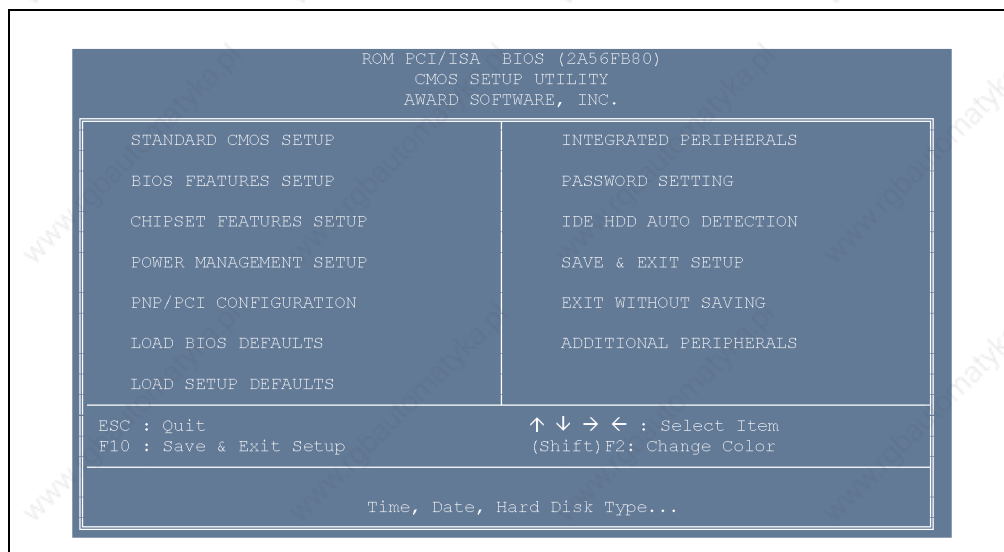 ROM PCI/ISA BIOS (2A56FB80)
CMOS SETUP UTILITY
AWARD SOFTWARE, INC.
STANDARD CMOS SETUP
BIOS FEATURES SETUP
CHIPSET FEATURES SETUP
POWER MANAGEMENT SETUP
PNP/PCI CONFIGURATION
LOAD BIOS DEFAULTS
LOAD SETUP DEFAULTS
INTEGRATED PERIPHERALS
PASSWORD SETTING
IDE HDD AUTO DETECTION
SAVE & EXIT SETUP
EXIT WITHOUT SAVING
ADDITIONAL PERIPHERALS
ESC : Quit
F10 : Save & Exit Setup
↑ ↓ → ← : Select Item
(Shift)F2: Change Color
Time, Date, Hard Disk Type...
www.rgbautomatyka.pl